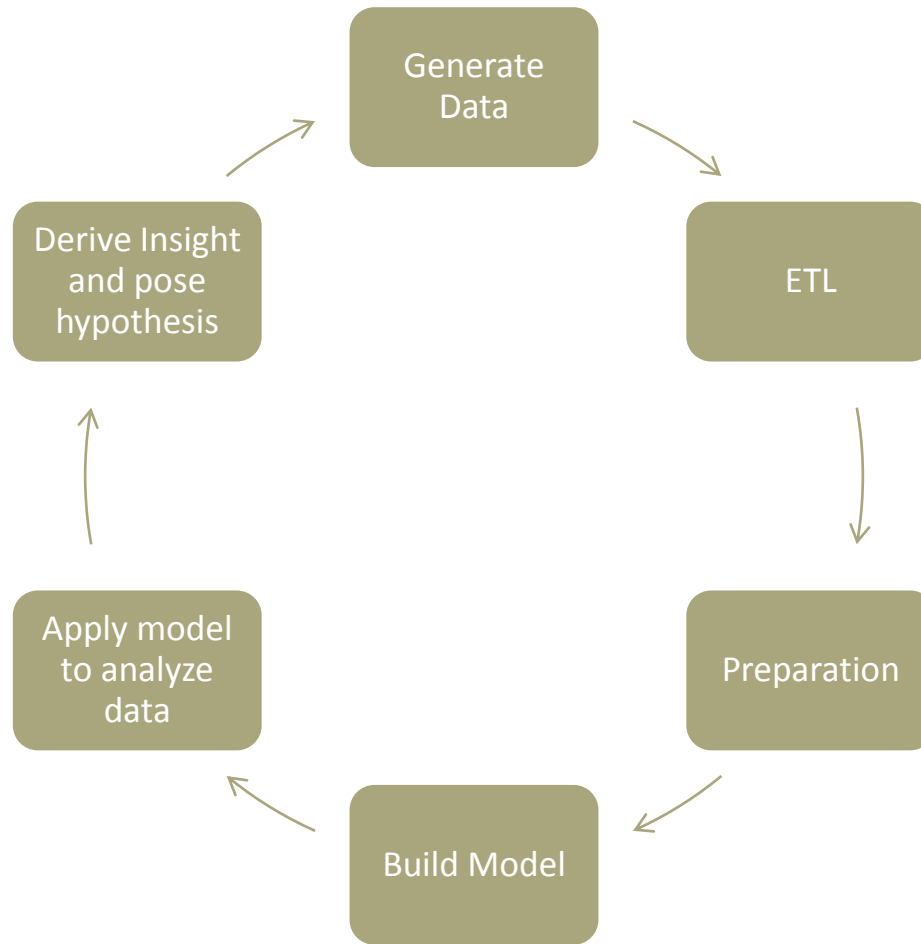 Generate
Data
ETL
Preparation
Build Model
Apply model
to analyze
data
Derive Insight
and pose
hypothesis